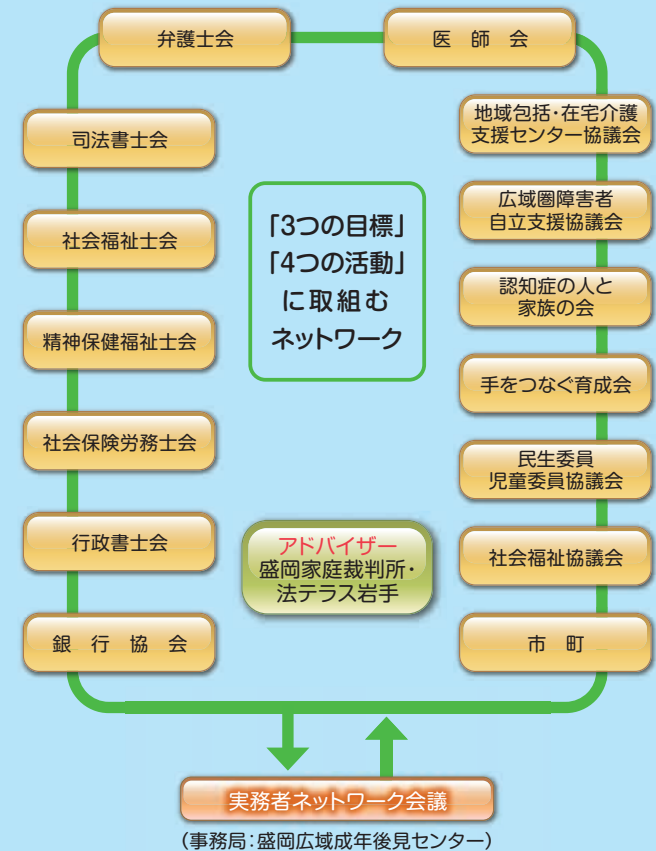 弁護士会
医 師 会
司法書士会
社会福祉士会
精神保健福祉士会
社会保険労務士会
行政書士会
銀 行 協 会
「3つの目標」
「4つの活動」
に取組む
ネットワーク
アドバイザー
盛岡家庭裁判所・
法テラス岩手
地域包括・在宅介護
支援センター協議会
広域圏障害者
自立支援協議会
認知症の人と
家族の会
手をつなぐ育成会
民生委員
児童委員協議会
社会福祉協議会
市 町
実務者ネットワーク会議
(事務局:盛岡広域成年後見センター)